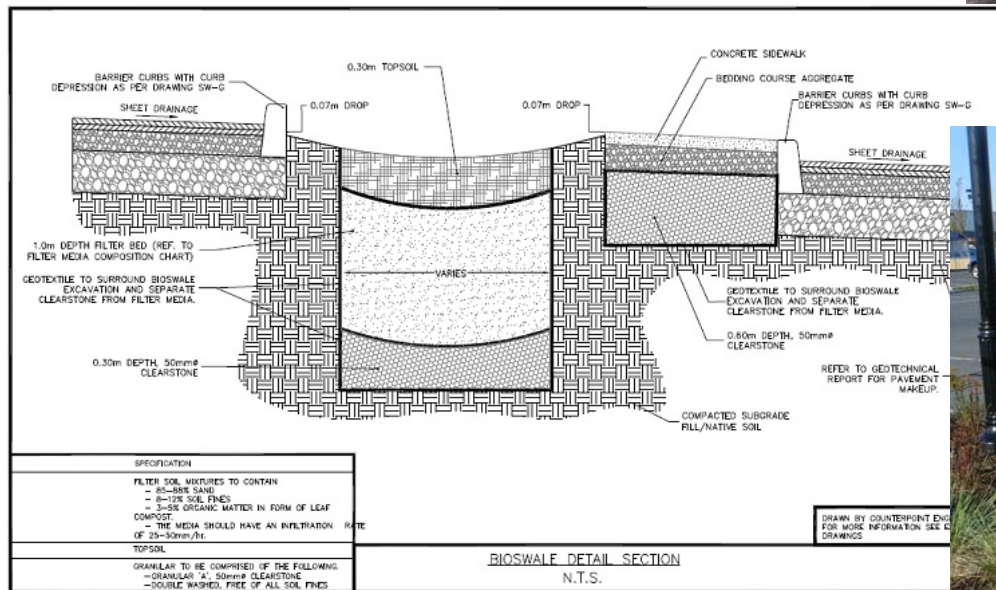 CONCRETE SIDEWALK
0.30m TOPSOIL
BEDDING COURSE AGGREGATE
BARRIER CURBS WITH CURB
DEPRESSION AS PER DRAWING SW-G
BARRIER CURBS WITH CURB
DEPRESSION AS PER DRAWING SW-G
SHEET DRAINAGE
0.07m DROP
0.07m DROP
SHEET DRAINAGE
1.0m DEPTH FILTER BED (REF. TO
FILTER MEDIA COMPOSITION CHART)
VARIES
GEOTEXTILE TO SURROUND BIOSWALE
EXCAVATION AND SEPARATE
CLEARSTONE FROM FILTER MEDIA.
GEOTEXTILE TO SURROUND BIOSWALE
EXCAVATION AND SEPARATE
CLEARSTONE FROM FILTER MEDIA.
0.60m DEPTH, 50mmø
CLEARSTONE
0.30m DEPTH, 50mmø
CLEARSTONE
REFER TO GEOTECHNICAL
REPORT FOR PAVEMENT
MAKEUP.
COMPACTED SUBGRADE
FILL/NATIVE SOIL
SPECIFICATION
FILTER SOIL MIXTURES TO CONTAIN
- 85-88% SAND
- 8-12% SOIL FINES
- 3-5% ORGANIC MATTER IN FORM OF LEAF
COMPOST.
- THE MEDIA SHOULD HAVE AN INFILTRATION RATE
OF 25-50mm/hr.
TOPSOIL
GRANULAR TO BE COMPRISED OF THE FOLLOWING.
-GRANULAR 'A', 50mmø CLEARSTONE
-DOUBLE WASHED, FREE OF ALL SOIL FINES
DRAWN BY COUNTERPOINT ENG
FOR MORE INFORMATION SEE
DRAWINGS
BIOSWALE DETAIL SECTION
N.T.S.